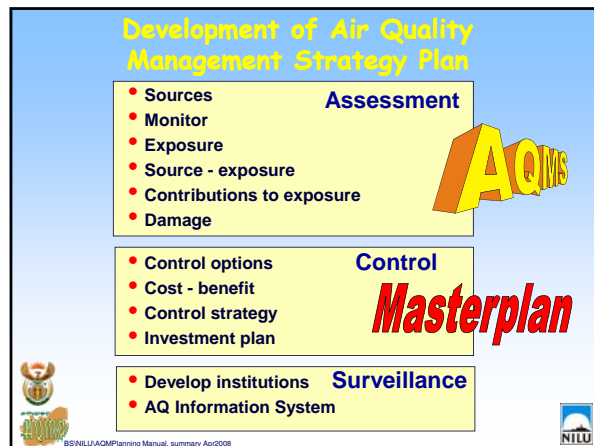 Development of Air Quality
Management Strategy Plan
• Sources
Assessment
• Monitor
• Exposure
• Source - exposure
• Contributions to exposure
• Damage
AQMS
• Control options
Control
• Cost - benefit
• Control strategy
• Investment plan
Masterplan
• Develop institutions
Surveillance
• AQ Information System
AQMP
BS\NILU\AQMPlanning Manual, summary Apr2008
NILU